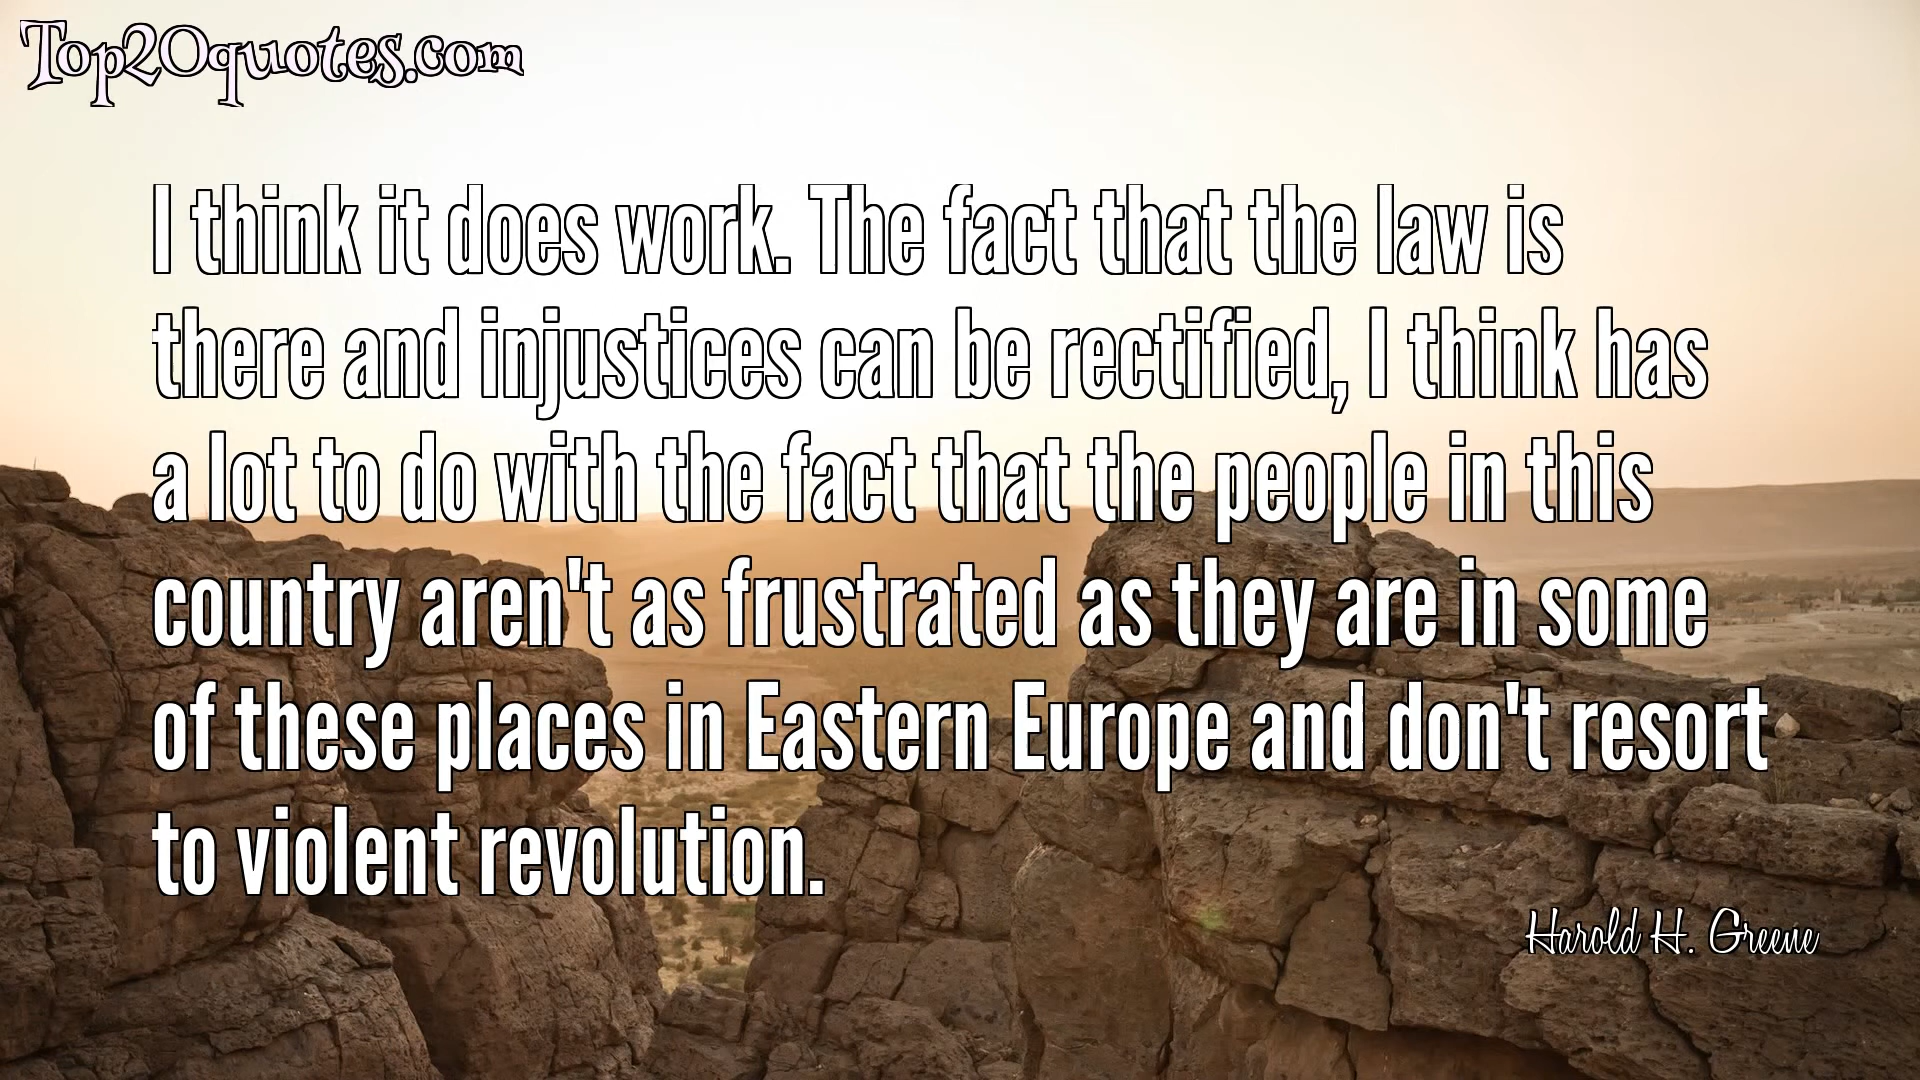 Top20quotes.com
I think it does work. The fact that the law is
there and injustices can be rectified, I think has
a lot to do with the fact that the people in this
country aren't as frustrated as they are in some
of these places in Eastern Europe and don't resort
to violent revolution.
Harold H. Greene